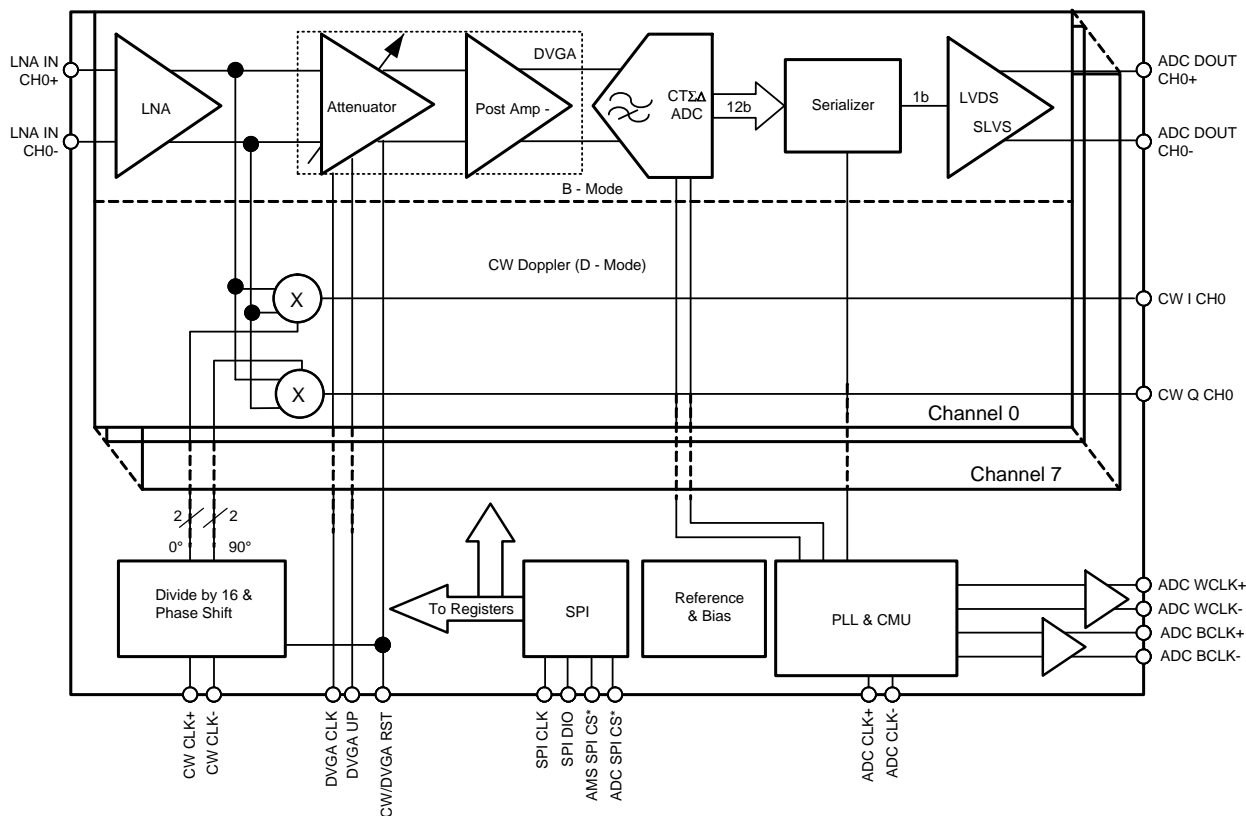 LNA IN
CH0+
LNA IN
CH0-
LNA
Attenuator
Post Amp -
DVGA
CTΣΔ
ADC
12b
Serializer
1b
LVDS
SLVS
ADC DOUT
CH0+
ADC DOUT
CH0-
B - Mode
CW Doppler (D - Mode)
X
CW I CH0
X
CW Q CH0
Channel 0
Channel 7
2
2
0°
90°
Divide by 16 &
Phase Shift
To Registers
SPI
Reference
& Bias
PLL & CMU
ADC WCLK+
ADC WCLK-
ADC BCLK+
ADC BCLK-
CW CLK+
CW CLK-
DVGA CLK
DVGA UP
CW/DVGA RST
SPI CLK
SPI DIO
AMS SPI CS*
ADC SPI CS*
ADC CLK+
ADC CLK-